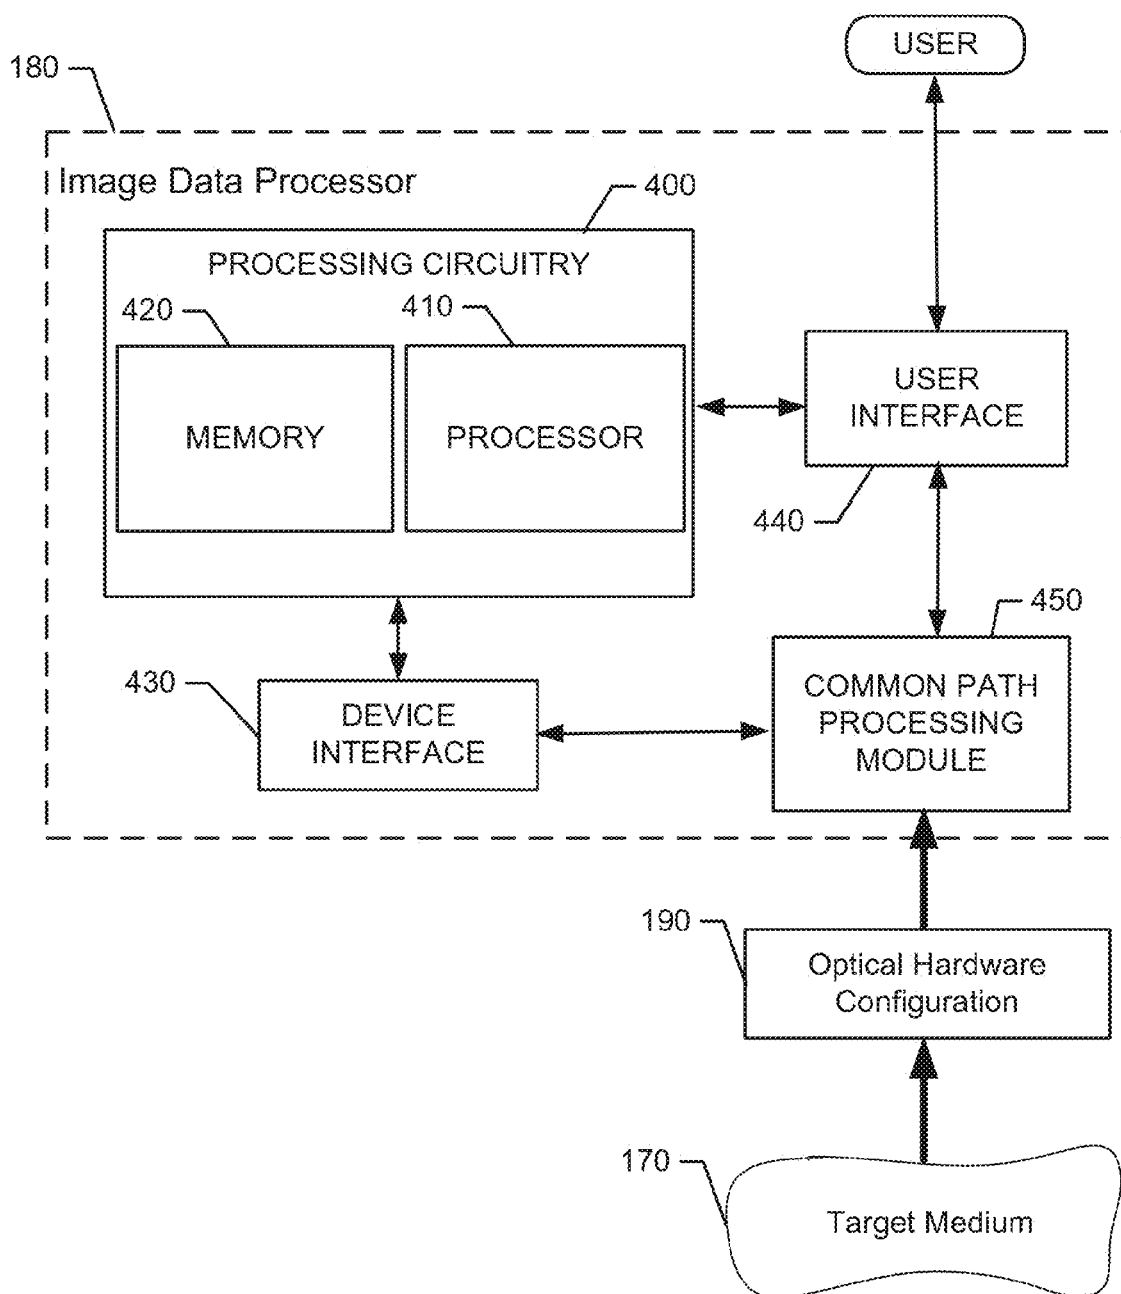 USER
180
Image Data Processor
400
PROCESSING CIRCUITRY
420
410
MEMORY
PROCESSOR
USER
INTERFACE
440
450
430
DEVICE
INTERFACE
COMMON PATH
PROCESSING
MODULE
190
Optical Hardware
Configuration
170
Target Medium